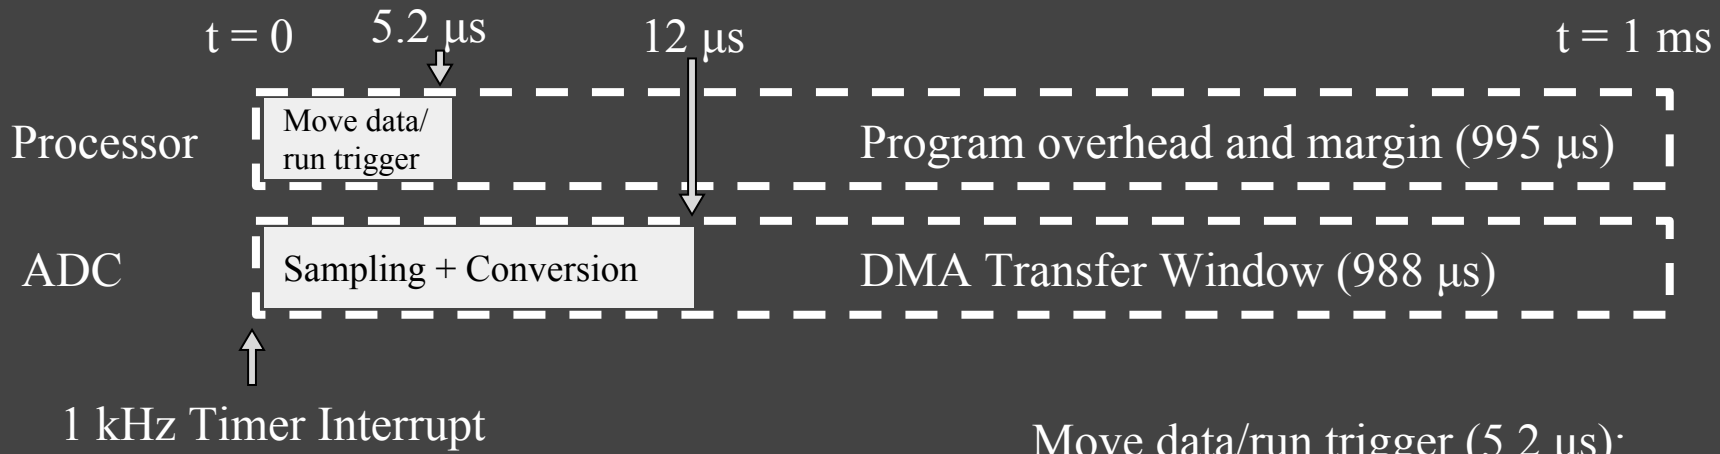 t = 0 5.2 μs 12 μs t = 1 ms
Processor
Move data/
run trigger
Program overhead and margin (995 μs)
ADC
Sampling + Conversion
DMA Transfer Window (988 μs)
1 kHz Timer Interrupt
Move data/run trigger (5.2 μs):